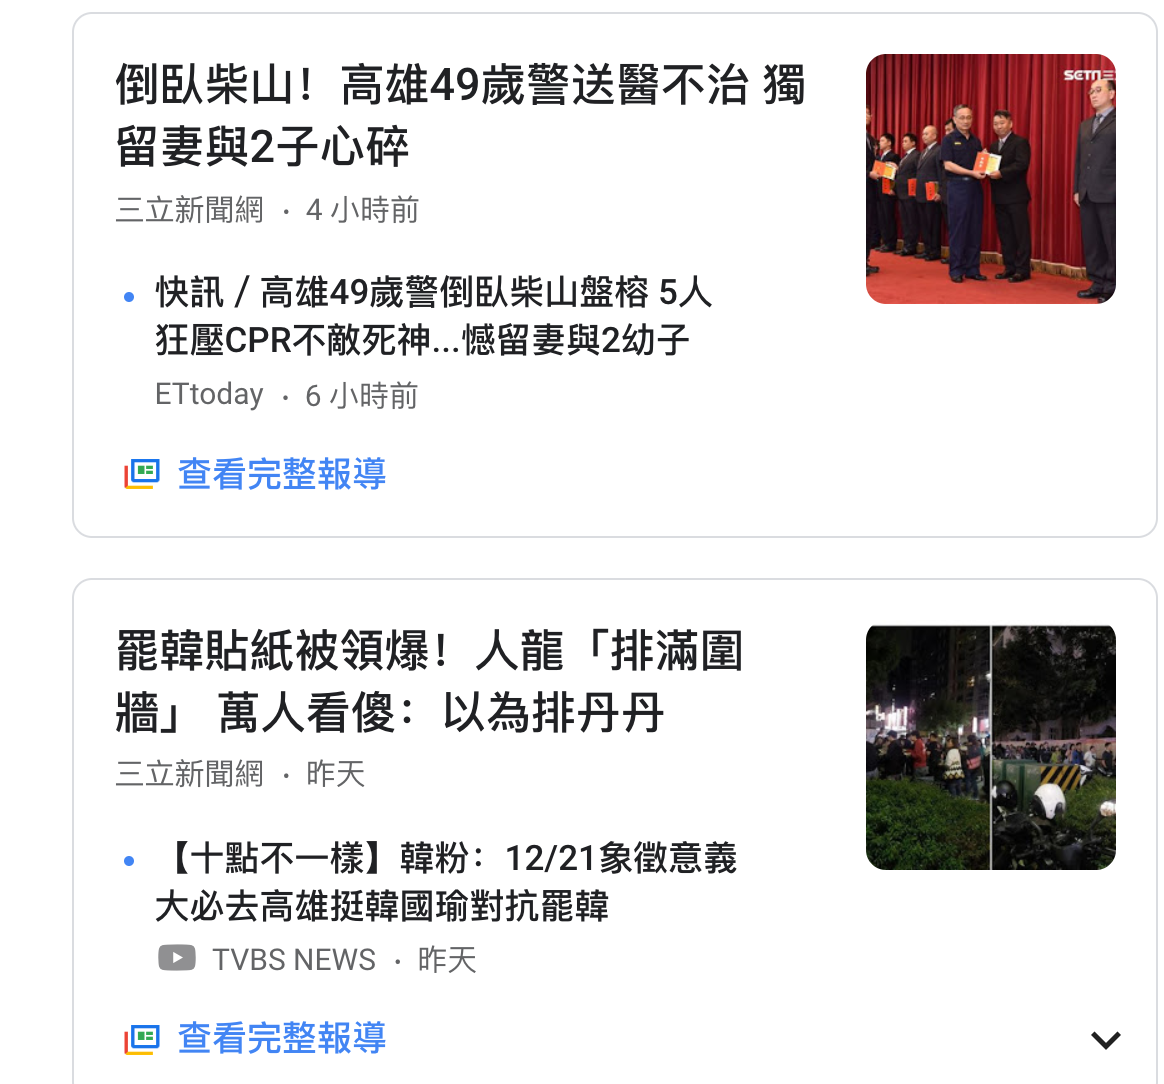 倒臥柴山！高雄49歲警送醫不治 獨
留妻與2子心碎
三立新聞網 · 4 小時前
SETN
快訊／高雄49歲警倒臥柴山盤榕 5人
狂壓CPR不敵死神...憾留妻與2幼子
ETtoday · 6 小時前
查看完整報導
罷韓貼紙被領爆！人龍「排滿圍
牆」 萬人看傻：以為排丹丹
三立新聞網 · 昨天
【十點不一樣】韓粉：12/21象徵意義
大必去高雄挺韓國瑜對抗罷韓
TVBS NEWS · 昨天
查看完整報導